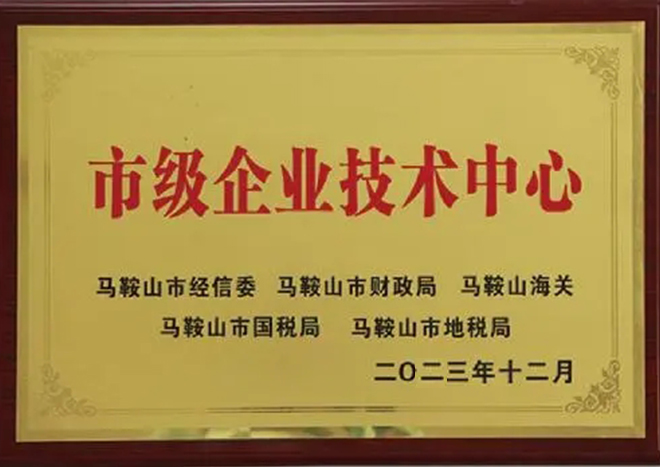 市级企业技术中心
马鞍山市经信委 马鞍山市财政局 马鞍山海关
马鞍山市国税局 马鞍山市地税局
二〇二三年十二月